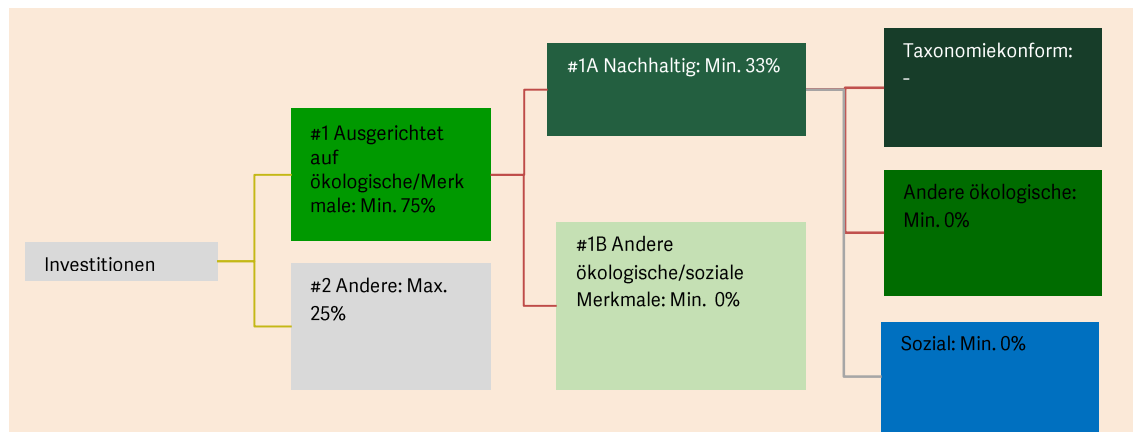 Investitionen
#1 Ausgerichtet
auf
ökologische/Merk
male: Min. 75%
#2 Andere: Max.
25%
#1A Nachhaltig: Min. 33%
#1B Andere
ökologische/soziale
Merkmale: Min.  0%
Taxonomiekonform:
-
Andere ökologische:
Min. 0%
Sozial: Min. 0%